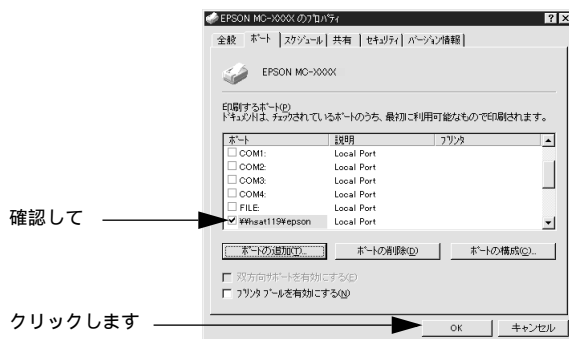 EPSON MC-XXXX のプロパティ
全般 ポート スケジュール 共有 セキュリティ バージョン情報
EPSON MC-XXXX
印刷するポート(P)
ドキュメントは、チェックされているポートのうち、最初に利用可能なもので印刷されます。
ポート 説明 プリンタ
COM1: Local Port
COM2: Local Port
COM3: Local Port
COM4: Local Port
FILE: Local Port
確認して
¥¥hsat119¥epson Local Port
ポートの追加(T)... ポートの削除(D) ポートの構成(C)...
双方向サポートを有効にする(E)
プリンタ プールを有効にする(N)
クリックします
OK キャンセル